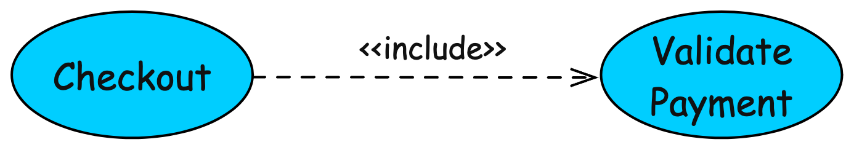 Checkout
<<include>>
Validate
Payment